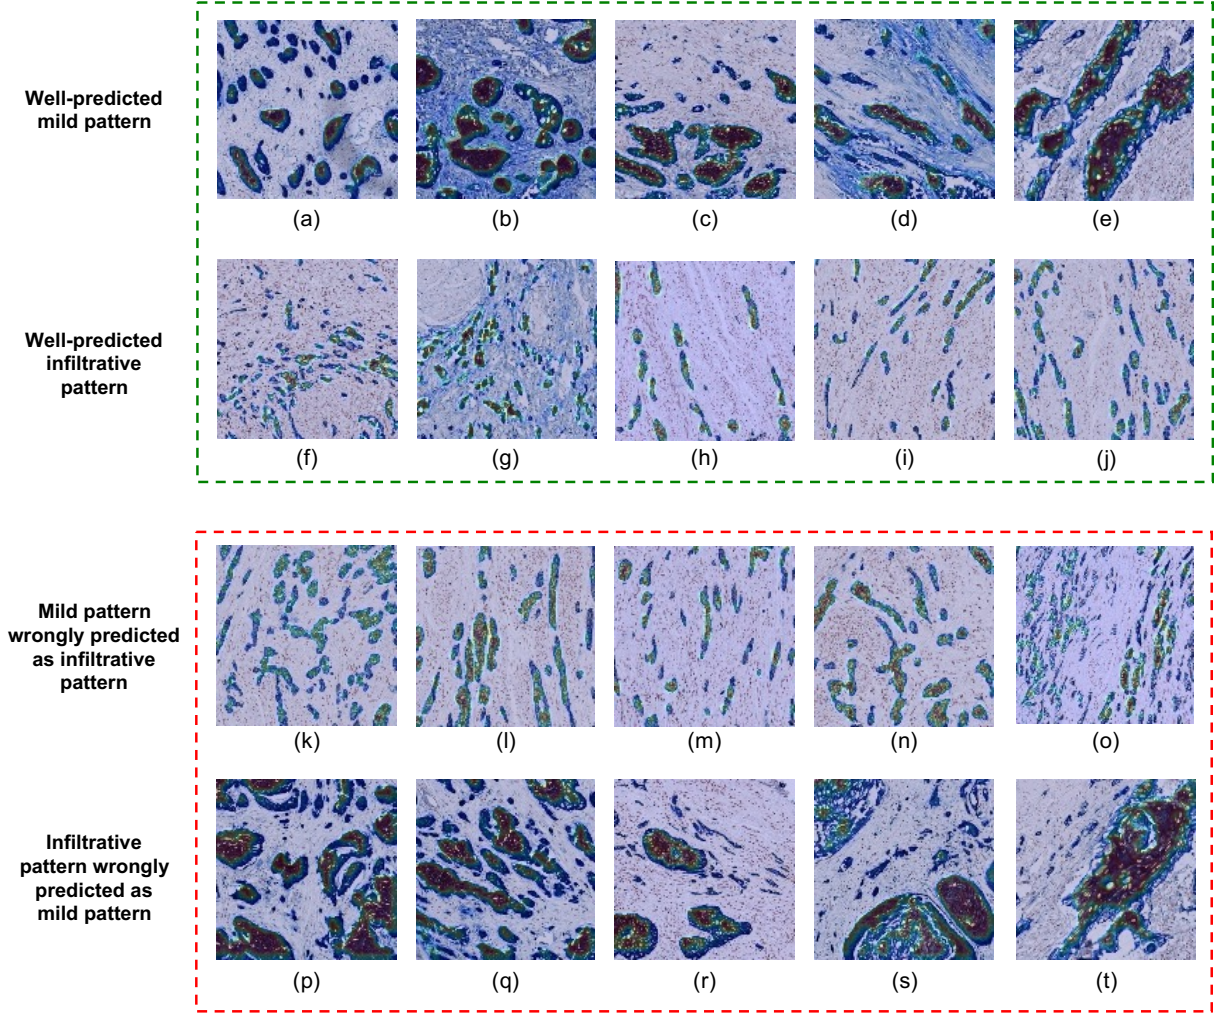 Well-predicted
mild pattern
(a) (b) (c) (d) (e)
Well-predicted
infiltrative
pattern
(f) (g) (h) (i) (j)
Mild pattern
wrongly predicted
as infiltrative
pattern
(k) (l) (m) (n) (o)
Infiltrative
pattern wrongly
predicted as
mild pattern
(p) (q) (r) (s) (t)